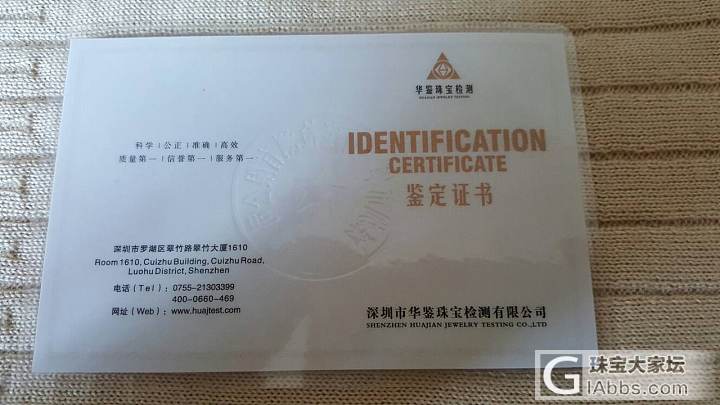 华鉴珠宝检测
HUAJIAN JEWELRY TESTING
科学|公正|准确|高效
质量第一|信誉第一|服务第一
IDENTIFICATION
CERTIFICATE
鉴定证书
深圳市罗湖区翠竹路翠竹大厦1610
Room 1610, Cuizhu Building, Cuizhu Road,
Luohu District, Shenzhen
电话(Tel):0755-21303399
400-0660-469
网址(Web):www.huajtest.com
深圳市华鉴珠宝检测有限公司
SHENZHEN HUAJIAN JEWELRY TESTING CO.,LTD
珠宝大家坛
GlAbbs.com